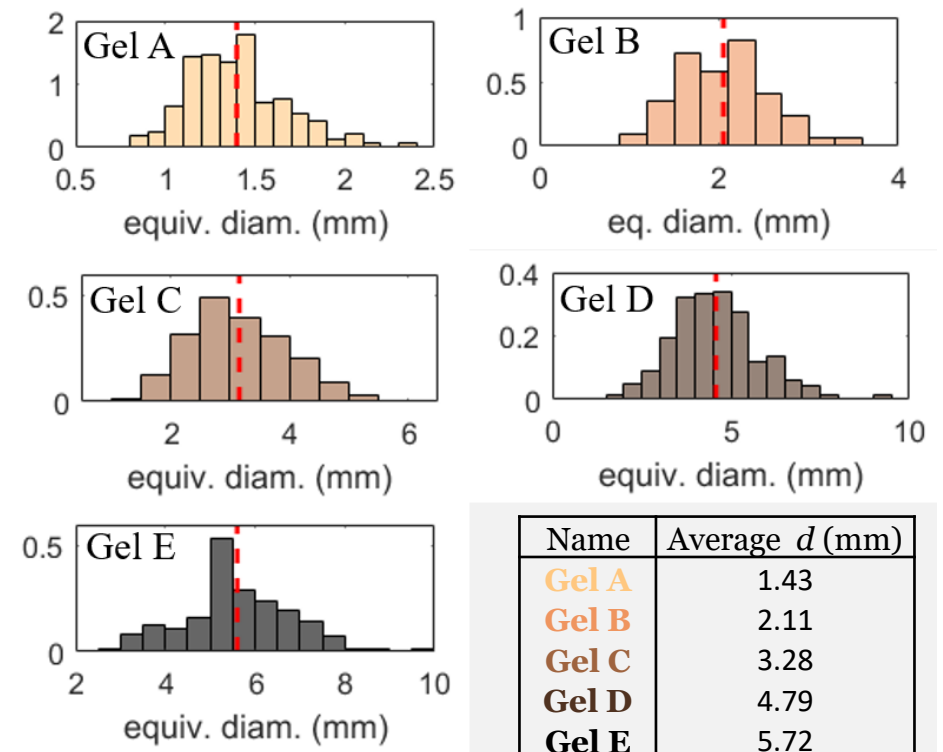 2
1
0
Gel A
0.5 1 1.5 2 2.5
equiv. diam. (mm)
1
0.5
0
Gel B
0 2 4
eq. diam. (mm)
0.5
0
Gel C
2 4 6
equiv. diam. (mm)
0.4
0.2
0
Gel D
0 5 10
equiv. diam. (mm)
0.5
0
Gel E
2 4 6 8 10
equiv. diam. (mm)
Name Average d (mm)
Gel A 1.43
Gel B 2.11
Gel C 3.28
Gel D 4.79
Gel E 5.72